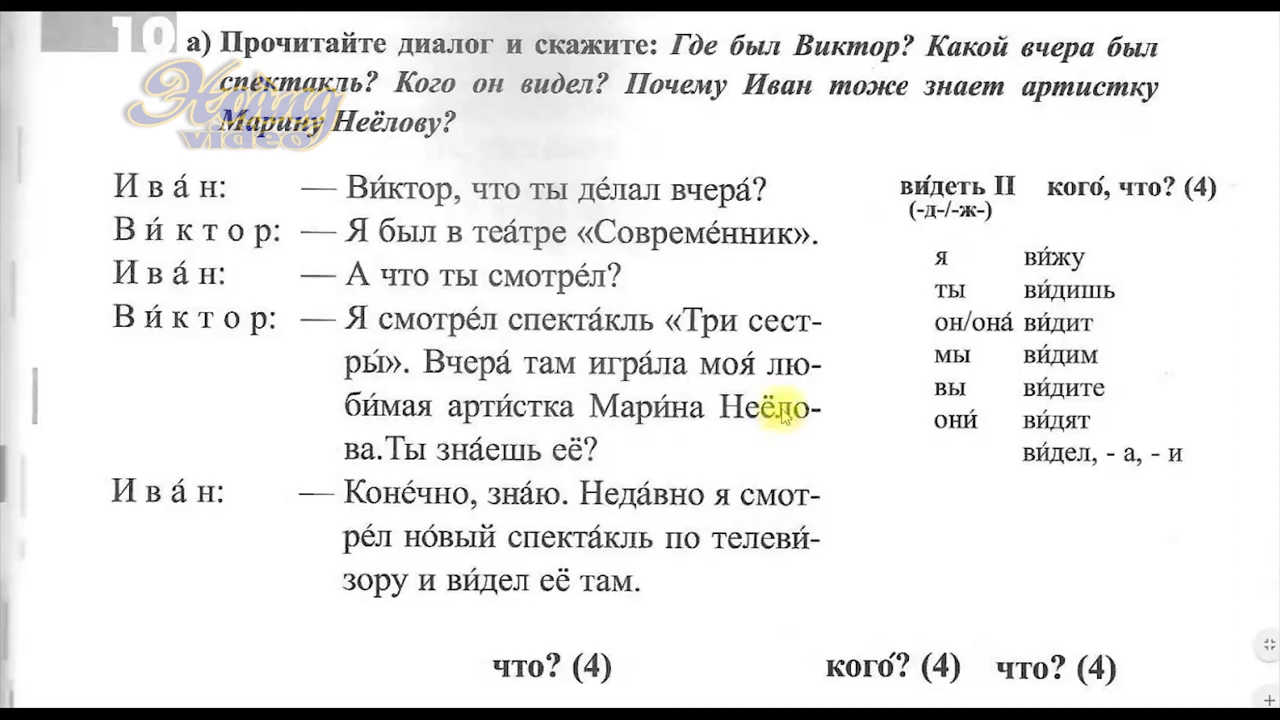 10 а) Прочитайте диалог и скажите: Где был Виктор? Какой вчера был
спектакль? Кого он видел? Почему Иван тоже знает артистку
Марину Неёлову?
Хоанг
video
Ива́н: — Ви́ктор, что ты де́лал вчера́?
Ви́ктор: — Я был в теа́тре «Совреме́нник».
Ива́н: — А что ты смотре́л?
Ви́ктор: — Я смотре́л спекта́кль «Три сест-
ры́». Вчера́ там игра́ла моя́ лю-
би́мая арти́стка Мари́на Неёло-
ва.Ты зна́ешь её?
Ива́н: — Коне́чно, зна́ю. Неда́вно я смот-
ре́л но́вый спекта́кль по телеви́-
зору и ви́дел её там.
ви́деть II кого́, что? (4)
(-д-/-ж-)
я ви́жу
ты ви́дишь
он/она́ ви́дит
мы ви́дим
вы ви́дите
они́ ви́дят
ви́дел, - а, - и
что? (4) кого́? (4) что? (4)